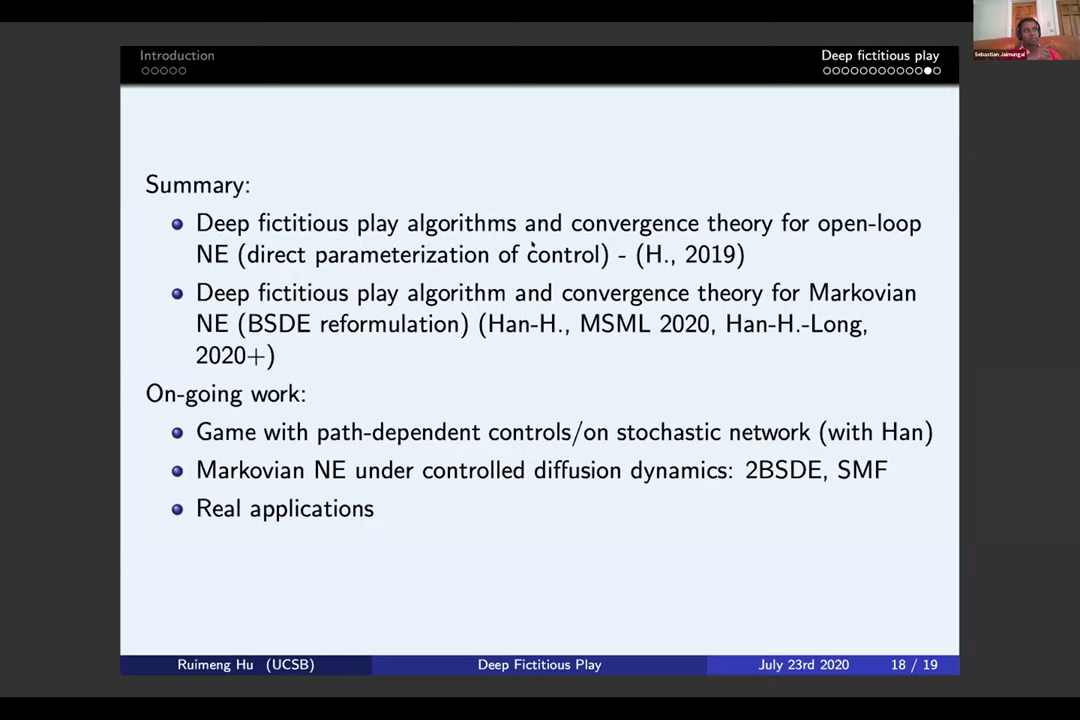 Introduction
Deep fictitious play
Sebastian Jaimungal
Summary:
Deep fictitious play algorithms and convergence theory for open-loop
NE (direct parameterization of control) - (H., 2019)
Deep fictitious play algorithm and convergence theory for Markovian
NE (BSDE reformulation) (Han-H., MSML 2020, Han-H.-Long,
2020+)
On-going work:
Game with path-dependent controls/on stochastic network (with Han)
Markovian NE under controlled diffusion dynamics: 2BSDE, SMF
Real applications
Ruimeng Hu (UCSB)
Deep Fictitious Play
July 23rd 2020
18 / 19